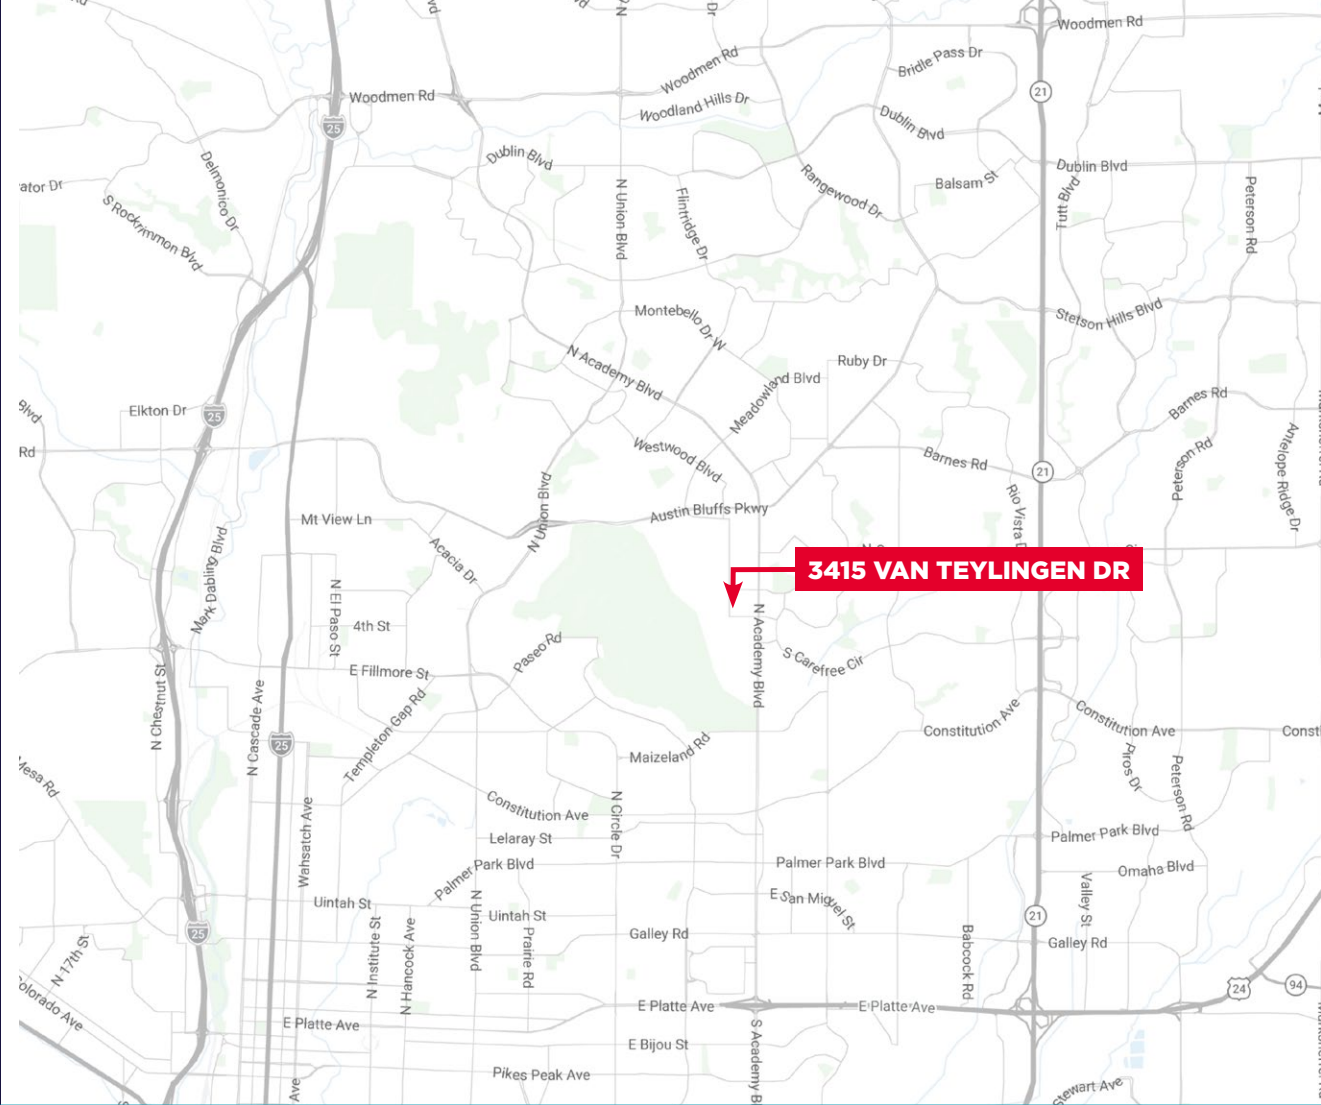 Woodmen Rd
Woodmen Rd
Bridle Pass Dr
21
Woodmen Rd
Woodland Hills Dr
Dublin Blvd
25
Dublin Blvd
Dublin Blvd
Delmonico Dr
ator Dr
S Rockrimmon Blvd
N Union Blvd
Flintridge Dr
Rangewood Dr
Balsam St
Tutt Blvd
Peterson Rd
Montebello Dr W
Stetson Hills Blvd
N Academy Blvd
Ruby Dr
Meadowland Blvd
Barnes Rd
Blvd
Elkton Dr
25
Rd
Westwood Blvd
Barnes Rd
21
Peterson Rd
Antelope Ridge Dr
Rio Vista D
N Union Blvd
Austin Bluffs Pkwy
Mt View Ln
Acacia Dr
Mark Dabling Blvd
3415 VAN TEYLINGEN DR
N El Paso St
4th St
N Academy Blvd
S Carefree Cir
Paseo Rd
E Fillmore St
Templeton Gap Rd
N Chestnut St
N Cascade Ave
25
Constitution Ave
Constitution Ave
Const
Maizeland Rd
Piros Dr
Peterson Rd
Mesa Rd
Wahsatch Ave
Constitution Ave
N Circle Dr
Lelaray St
Palmer Park Blvd
Palmer Park Blvd
Palmer Park Blvd
Omaha Blvd
E San Miguel St
Valley St
Uintah St
Uintah St
N Union Blvd
Prairie Rd
N Institute St
N Hancock Ave
25
N 17th St
Galley Rd
21
Galley Rd
Babcock Rd
Colorado Ave
E Platte Ave
E Platte Ave
E Platte Ave
24
94
E Bijou St
S Academy B
Pikes Peak Ave
Ave
Stewart Ave